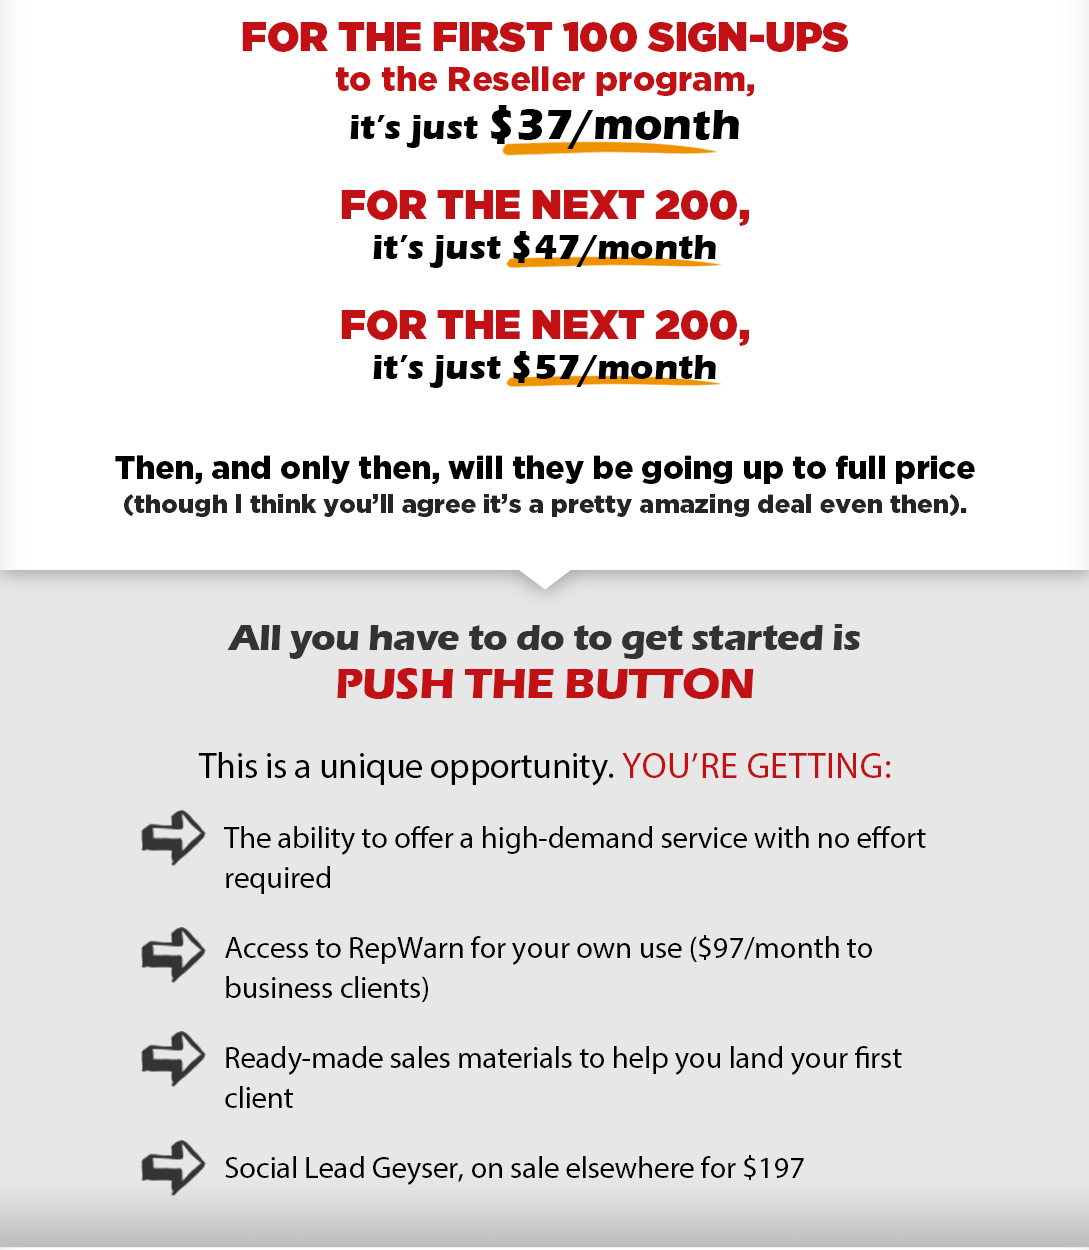 FOR THE FIRST 100 SIGN-UPS
to the Reseller program,
it's just $37/month
FOR THE NEXT 200,
it's just $47/month
FOR THE NEXT 200,
it's just $57/month
Then, and only then, will they be going up to full price
(though I think you'll agree it's a pretty amazing deal even then).
All you have to do to get started is
PUSH THE BUTTON
This is a unique opportunity. YOU'RE GETTING:
The ability to offer a high-demand service with no effort
required
Access to RepWarn for your own use ($97/month to
business clients)
Ready-made sales materials to help you land your first
client
Social Lead Geyser, on sale elsewhere for $197